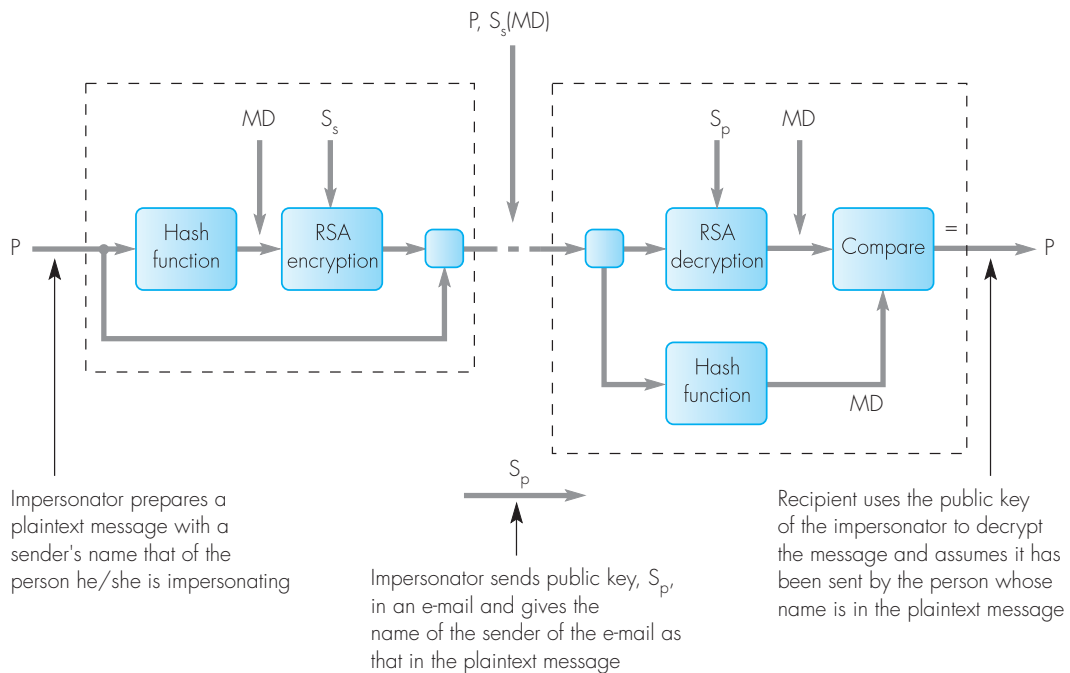 P, Sₛ(MD)
MD
Sₛ
Sₚ
MD
P
Hash
function
RSA
encryption
RSA
decryption
Compare
=
P
Hash
function
MD
Sₚ
Impersonator prepares a
plaintext message with a
sender's name that of the
person he/she is impersonating
Impersonator sends public key, Sₚ,
in an e-mail and gives the
name of the sender of the e-mail as
that in the plaintext message
Recipient uses the public key
of the impersonator to decrypt
the message and assumes it has
been sent by the person whose
name is in the plaintext message